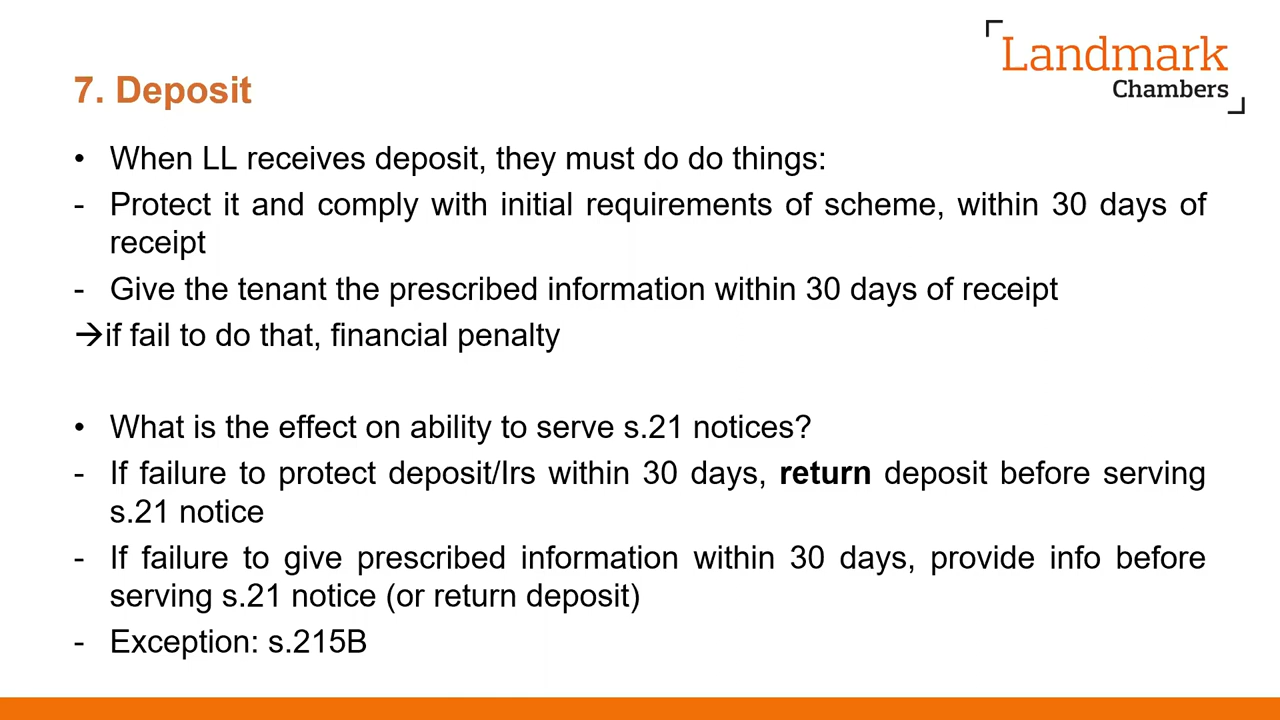 Landmark
Chambers
7. Deposit
• When LL receives deposit, they must do do things:
- Protect it and comply with initial requirements of scheme, within 30 days of
receipt
- Give the tenant the prescribed information within 30 days of receipt
→if fail to do that, financial penalty
• What is the effect on ability to serve s.21 notices?
- If failure to protect deposit/Irs within 30 days, return deposit before serving
s.21 notice
- If failure to give prescribed information within 30 days, provide info before
serving s.21 notice (or return deposit)
- Exception: s.215B